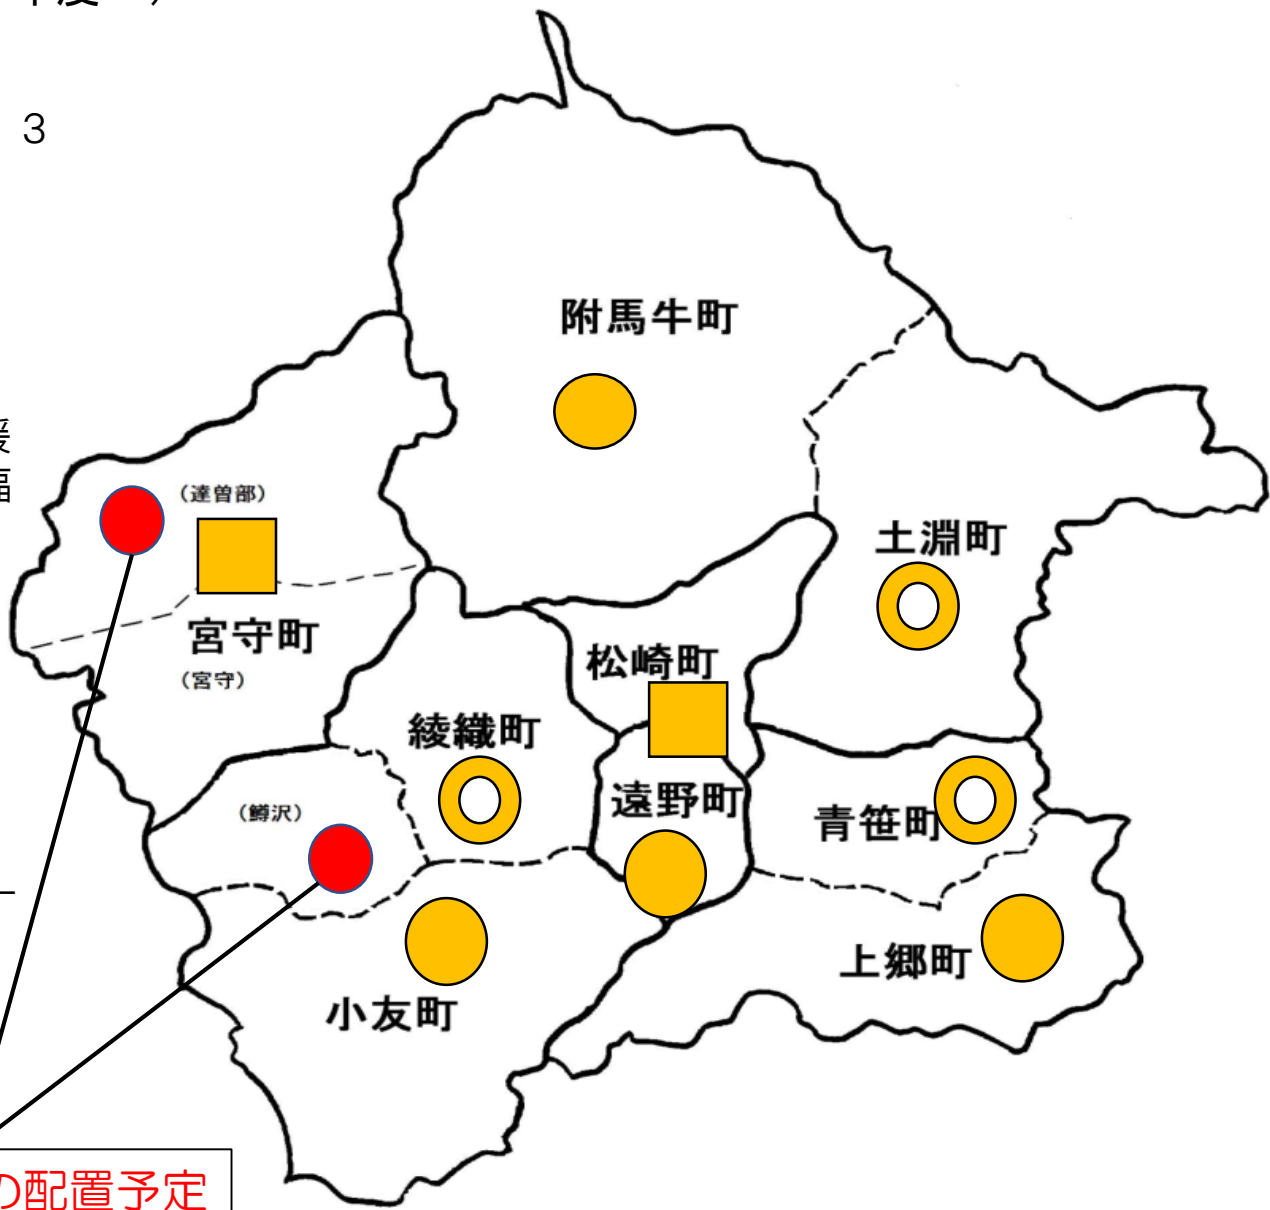 3
附馬牛町
(達曽部)
土淵町
宮守町
(宮守)
松崎町
綾織町
遠野町
(鱒沢)
青笹町
上郷町
小友町
の配置予定